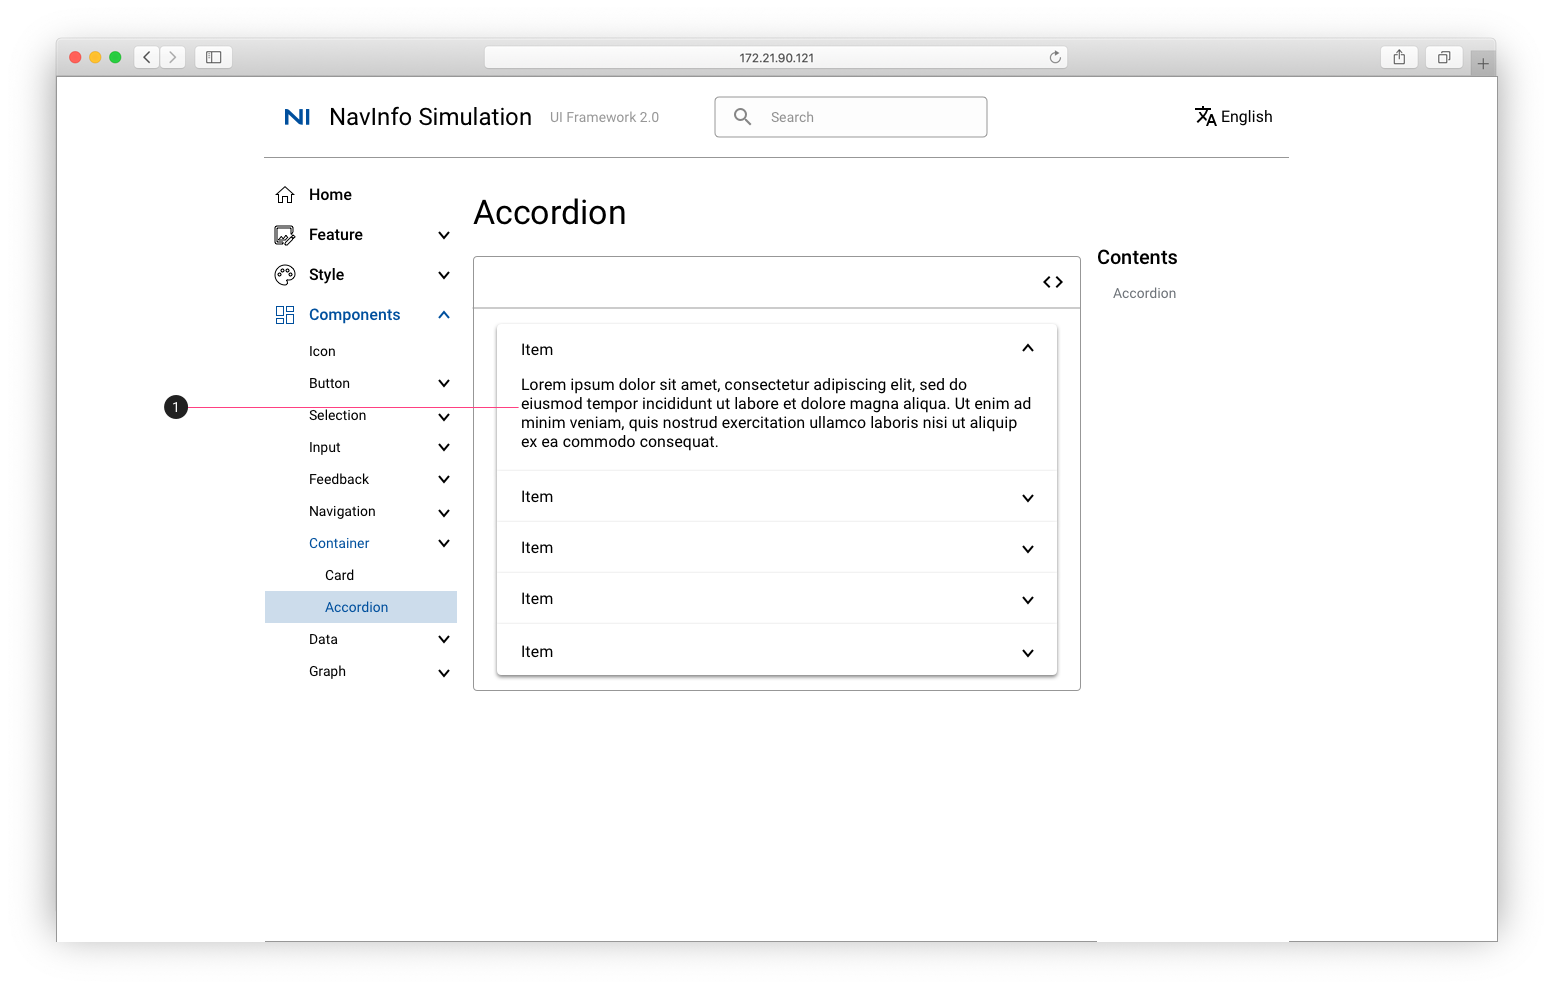 172.21.90.121
NI NavInfo Simulation UI Framework 2.0 Search English
Home
Feature
Style
Components
Icon
Button
Selection
Input
Feedback
Navigation
Container
Card
Accordion
Data
Graph
1
Accordion
Item
Lorem ipsum dolor sit amet, consectetur adipiscing elit, sed do
eiusmod tempor incididunt ut labore et dolore magna aliqua. Ut enim ad
minim veniam, quis nostrud exercitation ullamco laboris nisi ut aliquip
ex ea commodo consequat.
Item
Item
Item
Item
Contents
Accordion